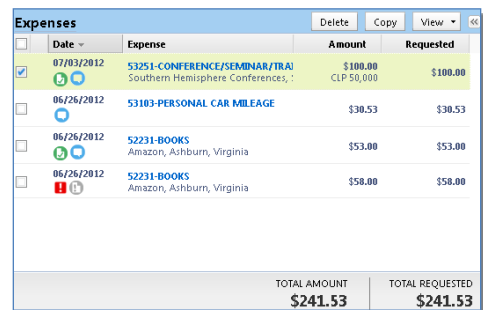 Expenses Delete Copy View
Date Expense Amount Requested
07/03/2012 53251-CONFERENCE/SEMINAR/TRAI $100.00 $100.00
Southern Hemisphere Conferences, CLP 50,000
06/26/2012 53103-PERSONAL CAR MILEAGE $30.53 $30.53
06/26/2012 52231-BOOKS $53.00 $53.00
Amazon, Ashburn, Virginia
06/26/2012 52231-BOOKS $58.00 $58.00
Amazon, Ashburn, Virginia
TOTAL AMOUNT TOTAL REQUESTED
$241.53 $241.53